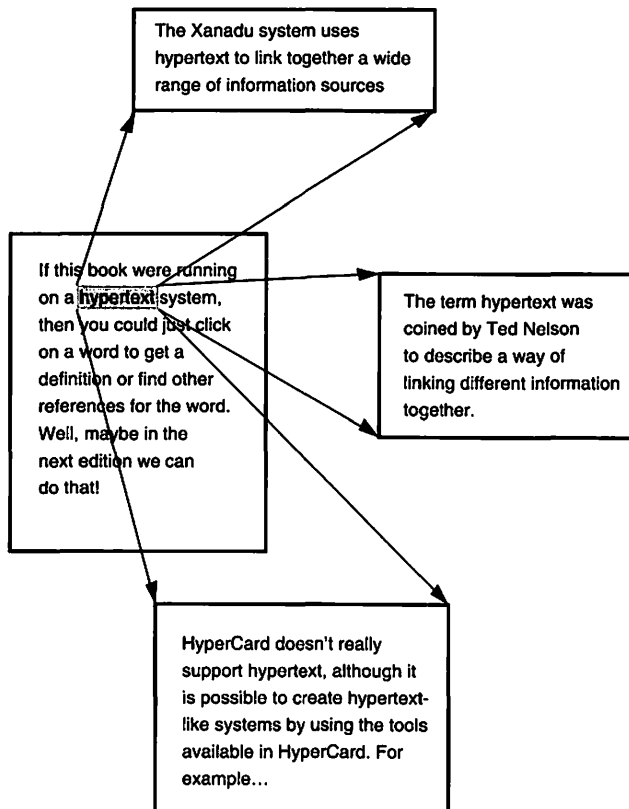 The Xanadu system uses
hypertext to link together a wide
range of information sources
If this book were running
on a hypertext system,
then you could just click
on a word to get a
definition or find other
references for the word.
Well, maybe in the
next edition we can
do that!
The term hypertext was
coined by Ted Nelson
to describe a way of
linking different information
together.
HyperCard doesn't really
support hypertext, although it
is possible to create hypertext-
like systems by using the tools
available in HyperCard. For
example...